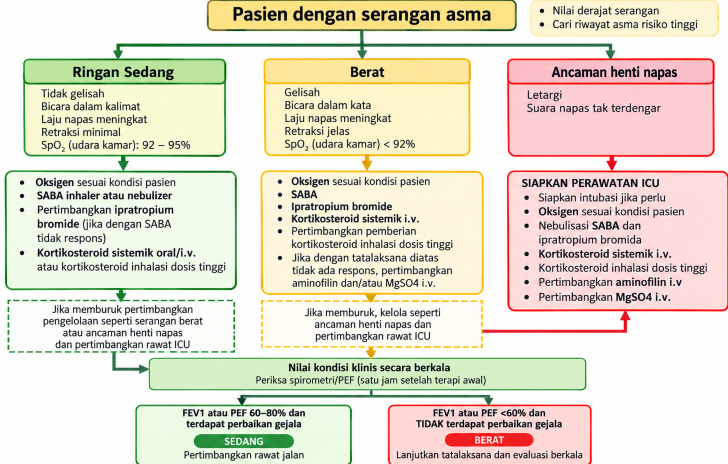 Pasien dengan serangan asma
• Nilai derajat serangan
• Cari riwayat asma risiko tinggi
Ringan Sedang
Tidak gelisah
Bicara dalam kalimat
Laju napas meningkat
Retraksi minimal
SpO₂ (udara kamar): 92 – 95%
Berat
Gelisah
Bicara dalam kata
Laju napas meningkat
Retraksi jelas
SpO₂ (udara kamar) < 92%
Ancaman henti napas
Letargi
Suara napas tak terdengar
• Oksigen sesuai kondisi pasien
• SABA inhaler atau nebulizer
• Pertimbangkan ipratropium
bromide (jika dengan SABA
tidak respons)
• Kortikosteroid sistemik oral/i.v.
atau kortikosteroid inhalasi dosis tinggi
• Oksigen sesuai kondisi pasien
• SABA
• Ipratropium bromide
• Kortikosteroid sistemik i.v.
• Pertimbangkan pemberian
kortikosteroid inhalasi dosis tinggi
• Jika dengan tatalaksana diatas
tidak ada respons, pertimbangkan
aminofilin dan/atau MgSO4 i.v.
SIAPKAN PERAWATAN ICU
• Siapkan intubasi jika perlu
• Oksigen sesuai kondisi pasien
• Nebulisasi SABA dan
ipratropium bromida
• Kortikosteroid sistemik i.v.
• Kortikosteroid inhalasi dosis tinggi
• Pertimbangkan aminofilin i.v
• Pertimbangkan MgSO4 i.v.
Jika memburuk pertimbangkan
pengelolaan seperti serangan berat
atau ancaman henti napas
dan pertimbangkan rawat ICU
Jika memburuk, kelola seperti
ancaman henti napas dan
pertimbangkan rawat ICU
Nilai kondisi klinis secara berkala
Periksa spirometri/PEF (satu jam setelah terapi awal)
FEV1 atau PEF 60–80% dan
terdapat perbaikan gejala
SEDANG
Pertimbangkan rawat jalan
FEV1 atau PEF <60% dan
TIDAK terdapat perbaikan gejala
BERAT
Lanjutkan tatalaksana dan evaluasi berkala